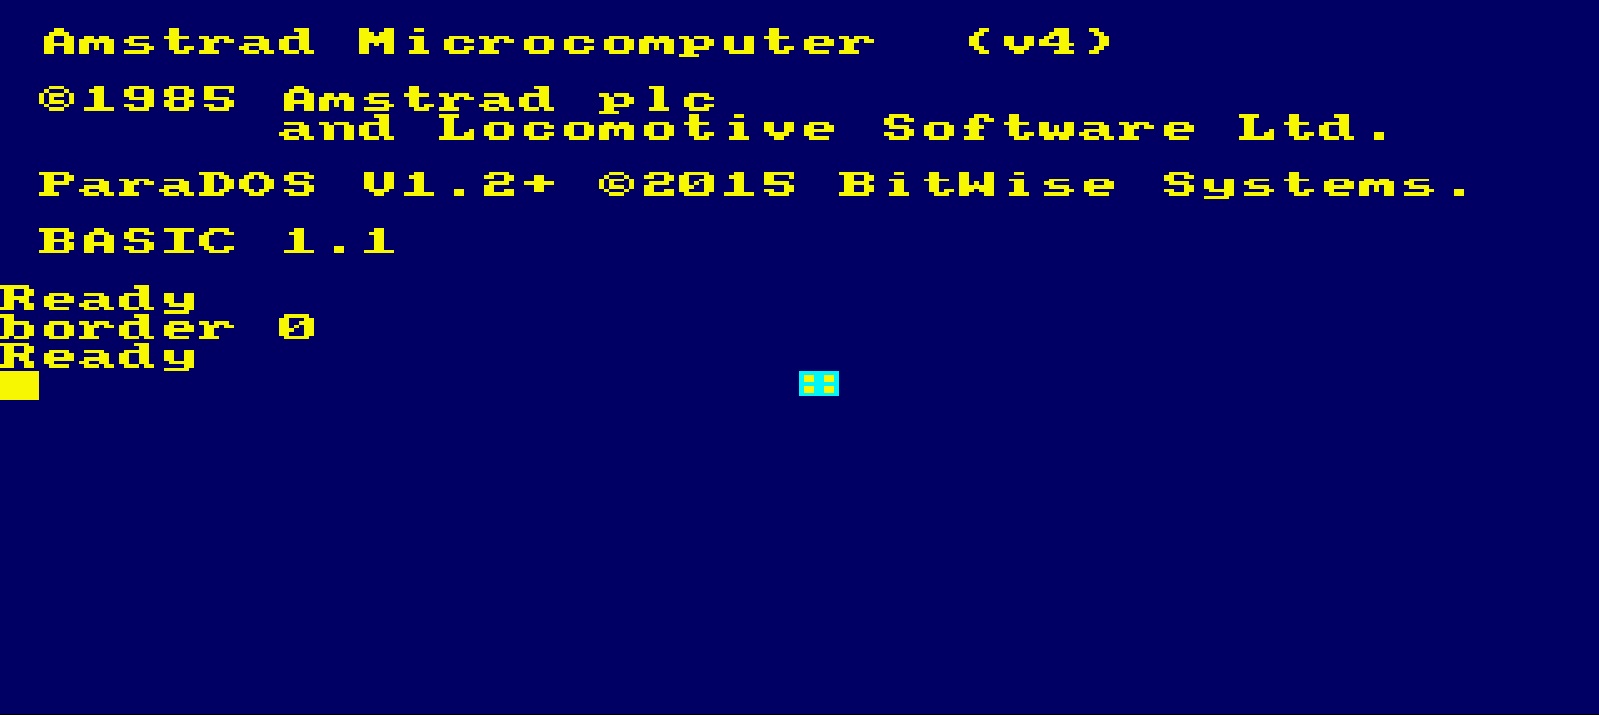 Amstrad Microcomputer (v4)
©1985 Amstrad plc
and Locomotive Software Ltd.
ParaDOS V1.2+ ©2015 BitWise Systems.
BASIC 1.1
Ready
border 0
Ready